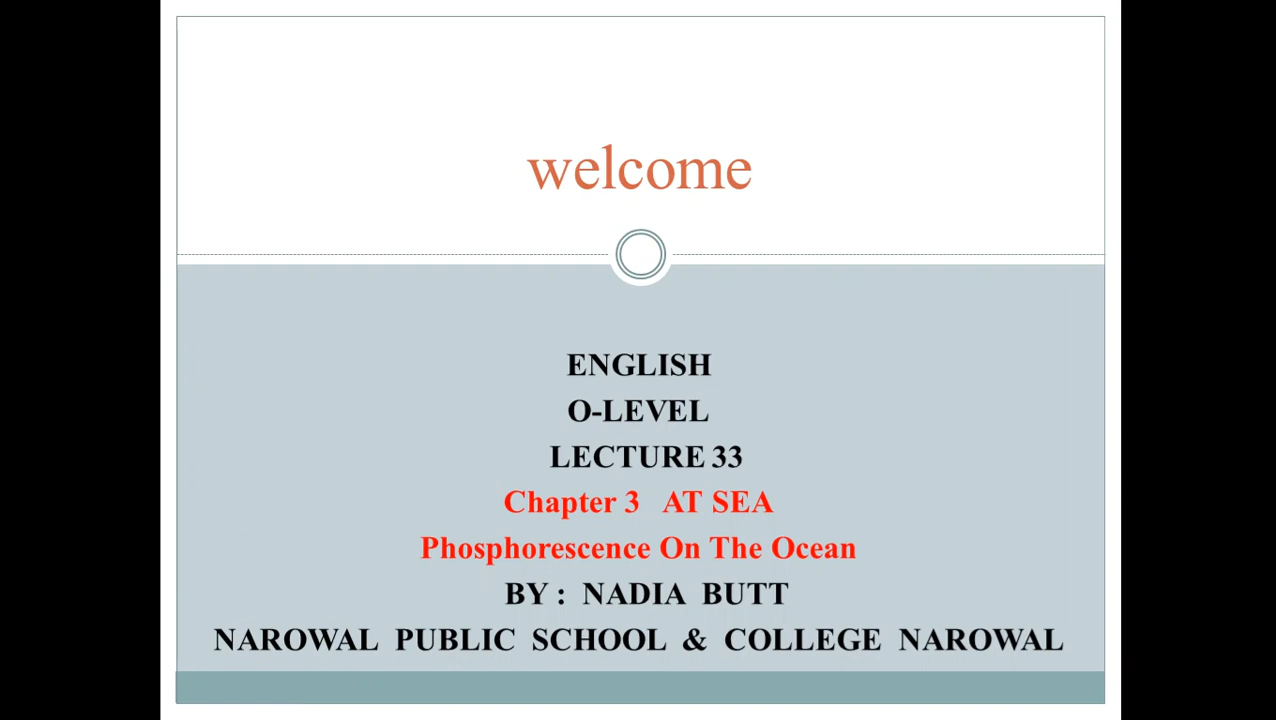 welcome
ENGLISH
O-LEVEL
LECTURE 33
Chapter 3 AT SEA
Phosphorescence On The Ocean
BY : NADIA BUTT
NAROWAL PUBLIC SCHOOL & COLLEGE NAROWAL